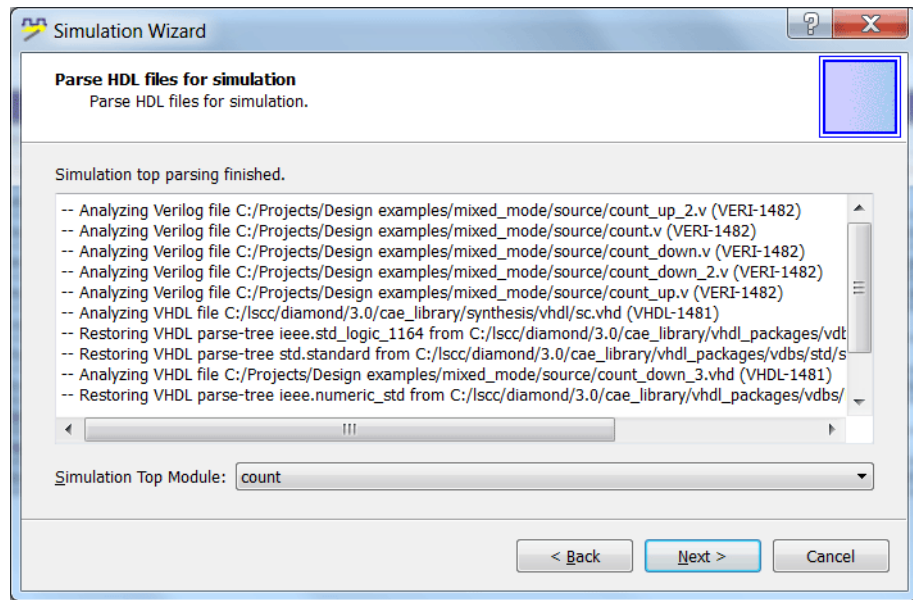 Simulation Wizard
Parse HDL files for simulation
Parse HDL files for simulation.
Simulation top parsing finished.
-- Analyzing Verilog file C:/Projects/Design examples/mixed_mode/source/count_up_2.v (VERI-1482)
-- Analyzing Verilog file C:/Projects/Design examples/mixed_mode/source/count.v (VERI-1482)
-- Analyzing Verilog file C:/Projects/Design examples/mixed_mode/source/count_down.v (VERI-1482)
-- Analyzing Verilog file C:/Projects/Design examples/mixed_mode/source/count_down_2.v (VERI-1482)
-- Analyzing Verilog file C:/Projects/Design examples/mixed_mode/source/count_up.v (VERI-1482)
-- Analyzing VHDL file C:/lscc/diamond/3.0/cae_library/synthesis/vhdl/sc.vhd (VHDL-1481)
-- Restoring VHDL parse-tree ieee.std_logic_1164 from C:/lscc/diamond/3.0/cae_library/vhdl_packages/vdb
-- Restoring VHDL parse-tree std.standard from C:/lscc/diamond/3.0/cae_library/vhdl_packages/vdbs/std/s
-- Analyzing VHDL file C:/Projects/Design examples/mixed_mode/source/count_down_3.vhd (VHDL-1481)
-- Restoring VHDL parse-tree ieee.numeric_std from C:/lscc/diamond/3.0/cae_library/vhdl_packages/vdbs/
Simulation Top Module: count
< Back Next > Cancel